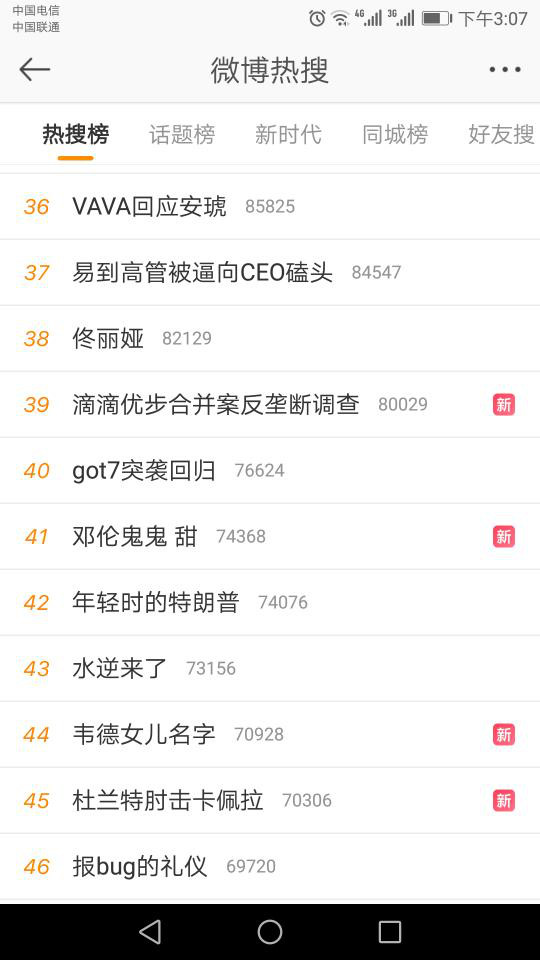 中国电信
中国联通
4G 3G 下午3:07
微博热搜
热搜榜 话题榜 新时代 同城榜 好友搜
36 VAVA回应安琥 85825
37 易到高管被逼向CEO磕头 84547
38 佟丽娅 82129
39 滴滴优步合并案反垄断调查 80029 新
40 got7突袭回归 76624
41 邓伦鬼鬼 甜 74368 新
42 年轻时的特朗普 74076
43 水逆来了 73156
44 韦德女儿名字 70928 新
45 杜兰特肘击卡佩拉 70306 新
46 报bug的礼仪 69720